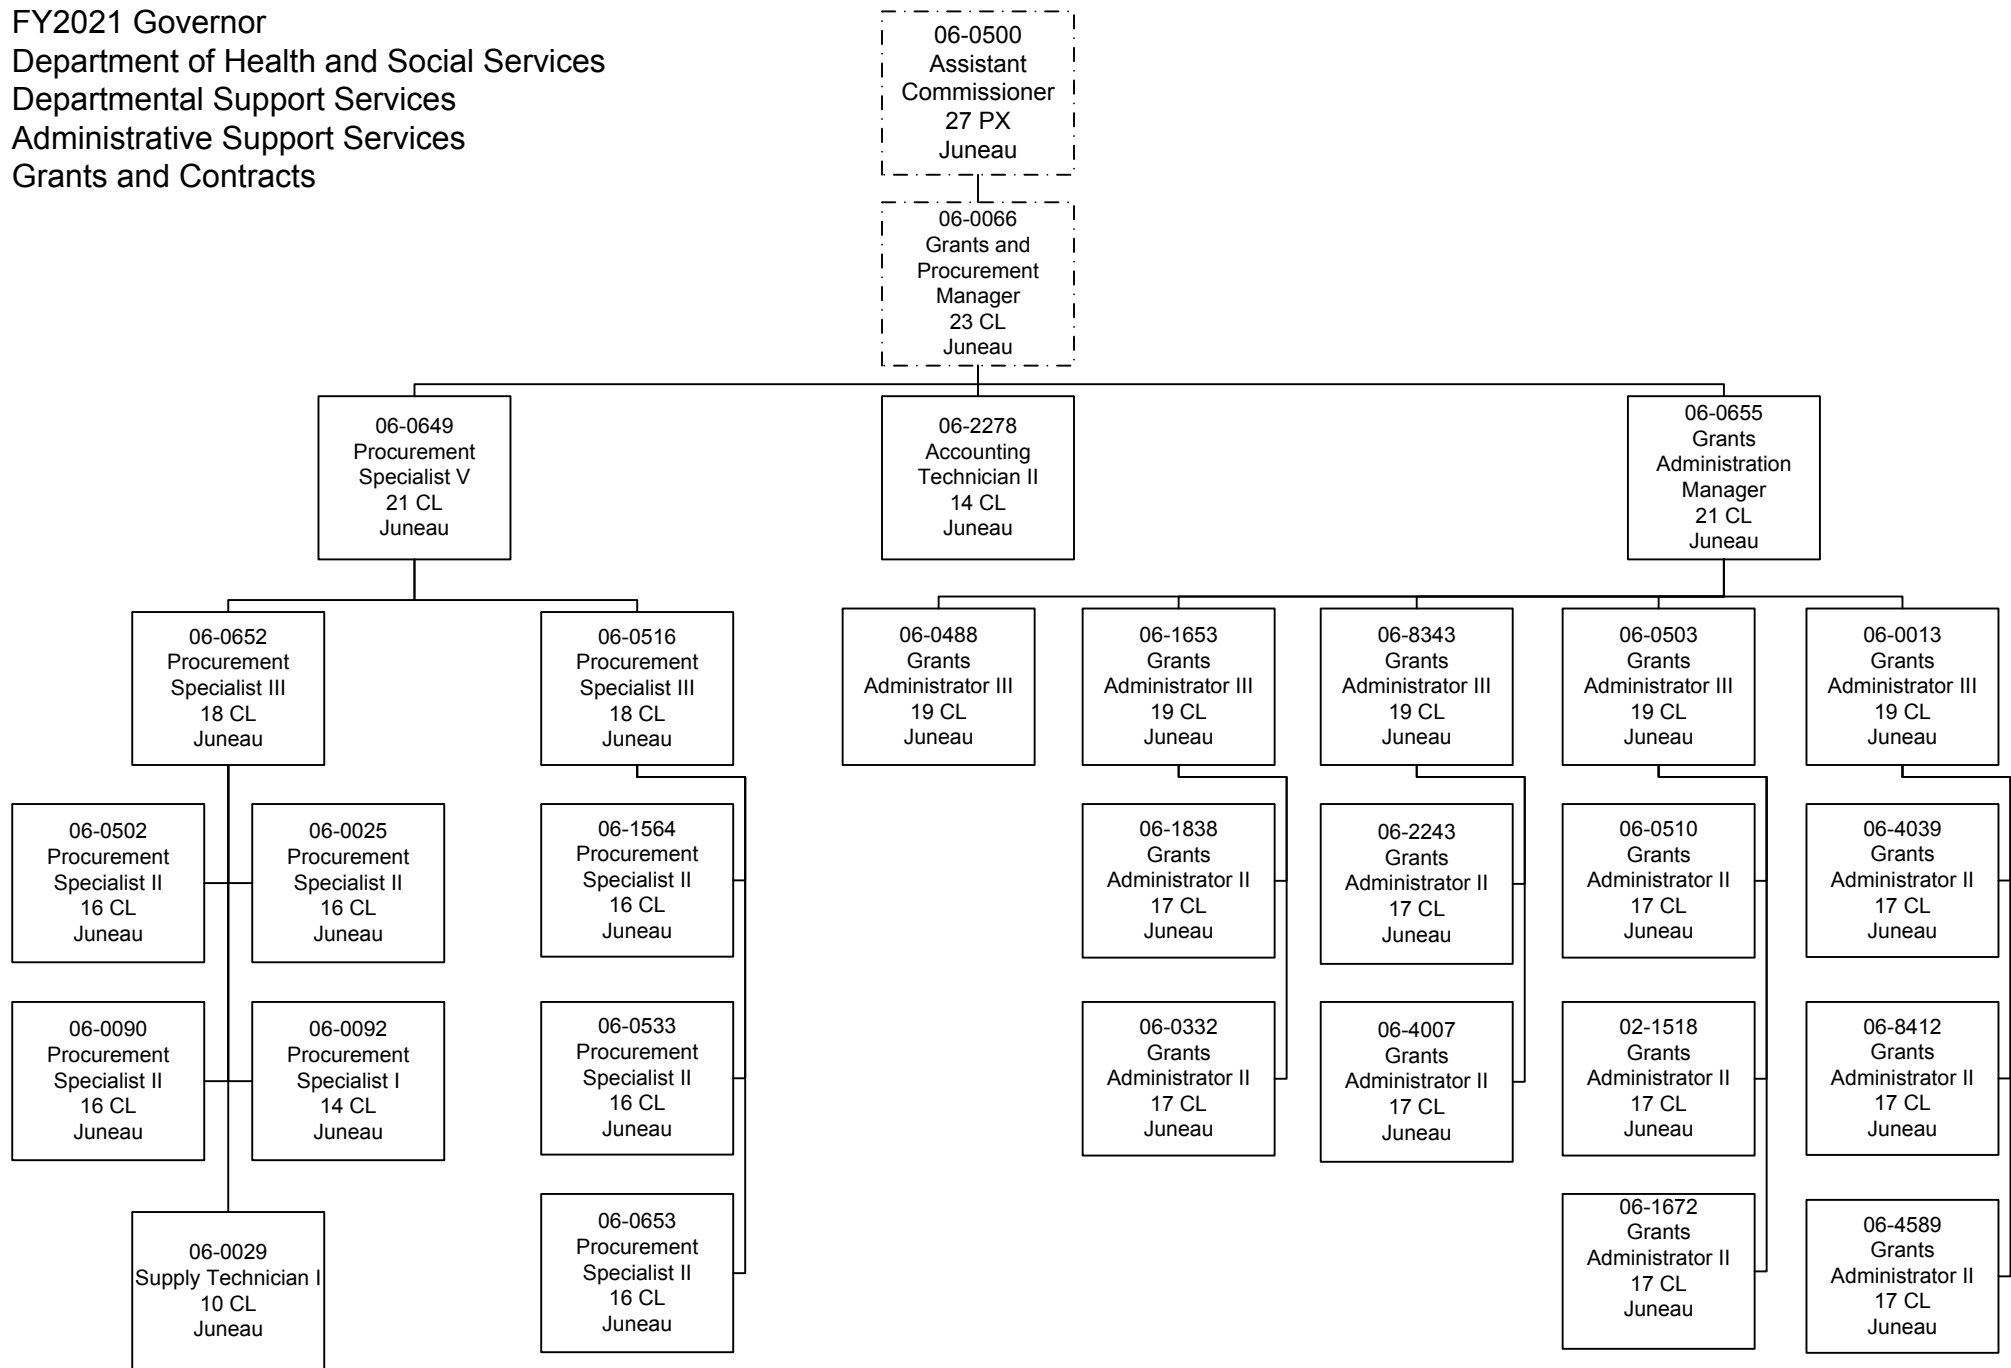 FY2021 Governor
Department of Health and Social Services
Departmental Support Services
Administrative Support Services
Grants and Contracts
06-0500
Assistant
Commissioner
27 PX
Juneau
06-0066
Grants and
Procurement
Manager
23 CL
Juneau
06-0649
Procurement
Specialist V
21 CL
Juneau
06-2278
Accounting
Technician II
14 CL
Juneau
06-0655
Grants
Administration
Manager
21 CL
Juneau
06-0652
Procurement
Specialist III
18 CL
Juneau
06-0516
Procurement
Specialist III
18 CL
Juneau
06-0488
Grants
Administrator III
19 CL
Juneau
06-1653
Grants
Administrator III
19 CL
Juneau
06-8343
Grants
Administrator III
19 CL
Juneau
06-0503
Grants
Administrator III
19 CL
Juneau
06-0013
Grants
Administrator III
19 CL
Juneau
06-0502
Procurement
Specialist II
16 CL
Juneau
06-0025
Procurement
Specialist II
16 CL
Juneau
06-1564
Procurement
Specialist II
16 CL
Juneau
06-1838
Grants
Administrator II
17 CL
Juneau
06-2243
Grants
Administrator II
17 CL
Juneau
06-0510
Grants
Administrator II
17 CL
Juneau
06-4039
Grants
Administrator II
17 CL
Juneau
06-0090
Procurement
Specialist II
16 CL
Juneau
06-0092
Procurement
Specialist I
14 CL
Juneau
06-0533
Procurement
Specialist II
16 CL
Juneau
06-0332
Grants
Administrator II
17 CL
Juneau
06-4007
Grants
Administrator II
17 CL
Juneau
02-1518
Grants
Administrator II
17 CL
Juneau
06-8412
Grants
Administrator II
17 CL
Juneau
06-0029
Supply Technician I
10 CL
Juneau
06-0653
Procurement
Specialist II
16 CL
Juneau
06-1672
Grants
Administrator II
17 CL
Juneau
06-4589
Grants
Administrator II
17 CL
Juneau